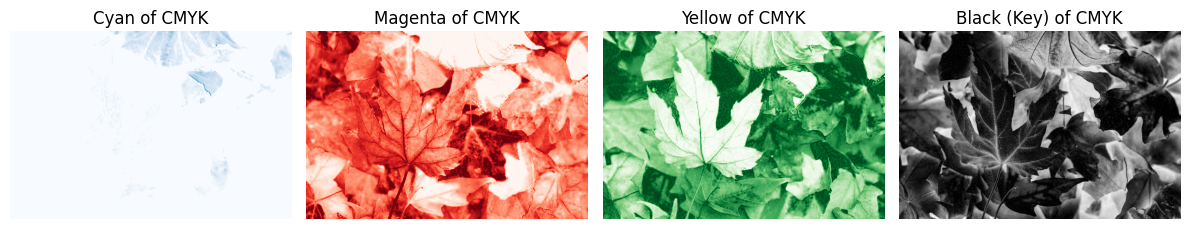 Cyan of CMYK
Magenta of CMYK
Yellow of CMYK
Black (Key) of CMYK